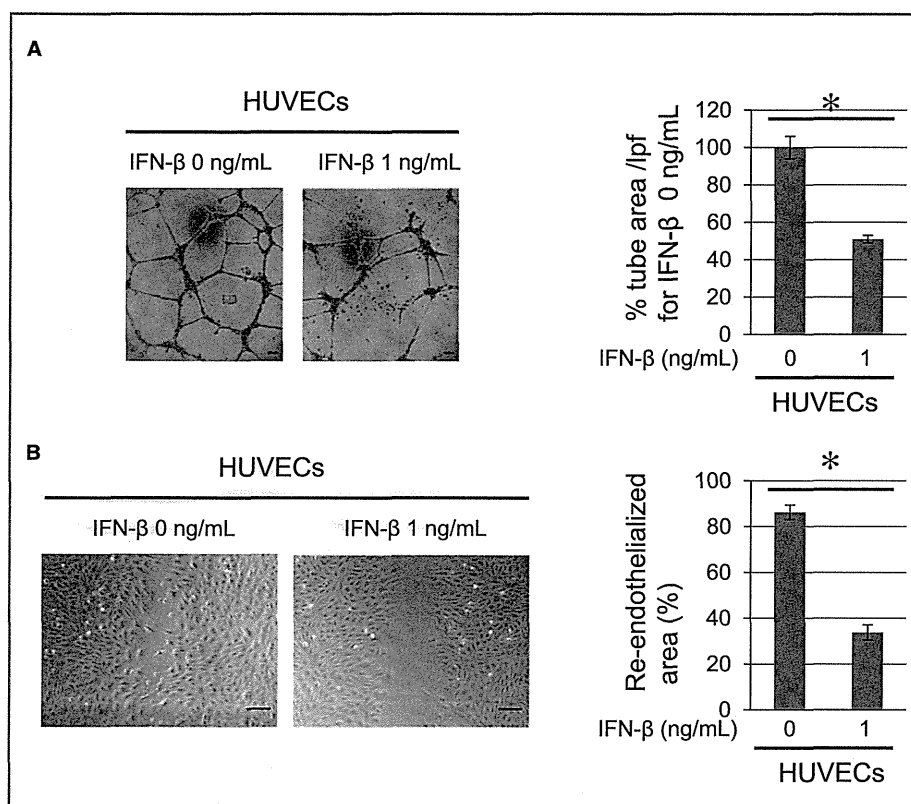 A
HUVECs
IFN-β 0 ng/mL
IFN-β 1 ng/mL
% tube area /lpf
for IFN-β 0 ng/mL
120
100
80
60
40
20
0
*
IFN-β (ng/mL)
0
1
HUVECs
B
HUVECs
IFN-β 0 ng/mL
IFN-β 1 ng/mL
Re-endothelialized
area (%)
100
80
60
40
20
0
*
IFN-β (ng/mL)
0
1
HUVECs